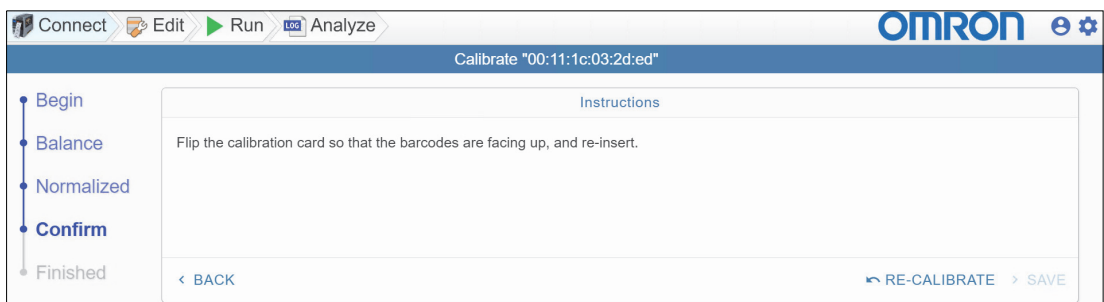 Connect Edit Run LOG Analyze OMRON
Calibrate "00:11:1c:03:2d:ed"
Begin
Balance
Normalized
Confirm
Finished
Instructions
Flip the calibration card so that the barcodes are facing up, and re-insert.
BACK RE-CALIBRATE SAVE